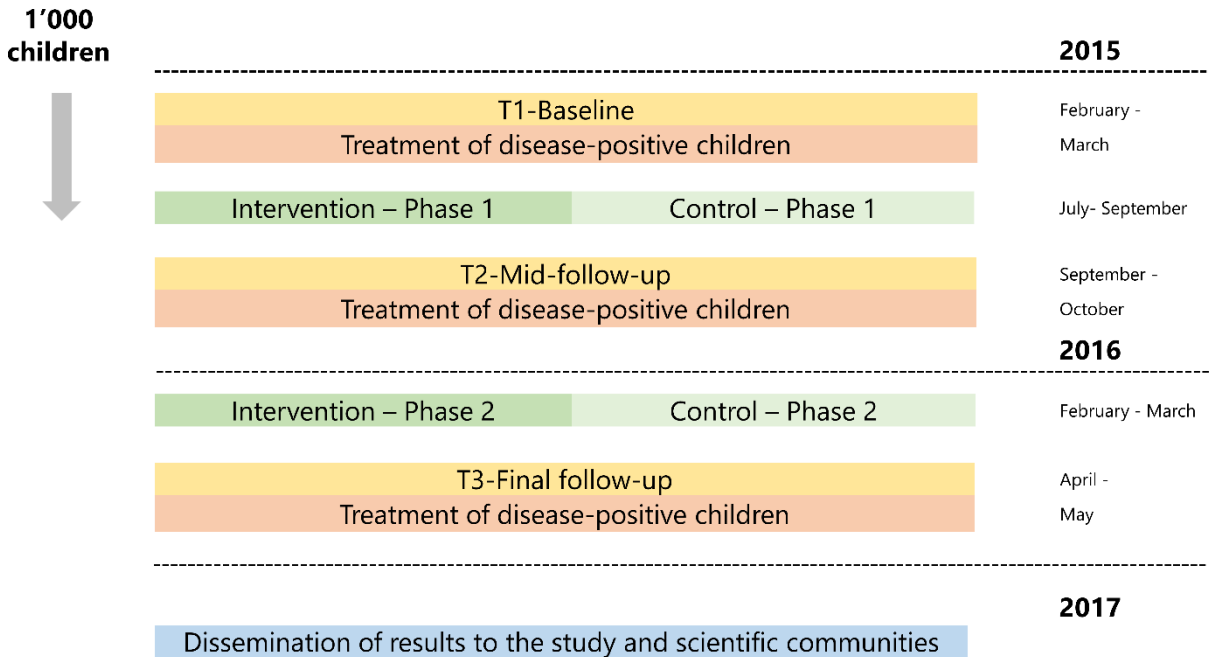 1’000
children
2015
T1-Baseline
February -
Treatment of disease-positive children
March
Intervention – Phase 1
Control – Phase 1
July- September
T2-Mid-follow-up
September -
Treatment of disease-positive children
October
2016
Intervention – Phase 2
Control – Phase 2
February - March
T3-Final follow-up
April -
Treatment of disease-positive children
May
2017
Dissemination of results to the study and scientific communities